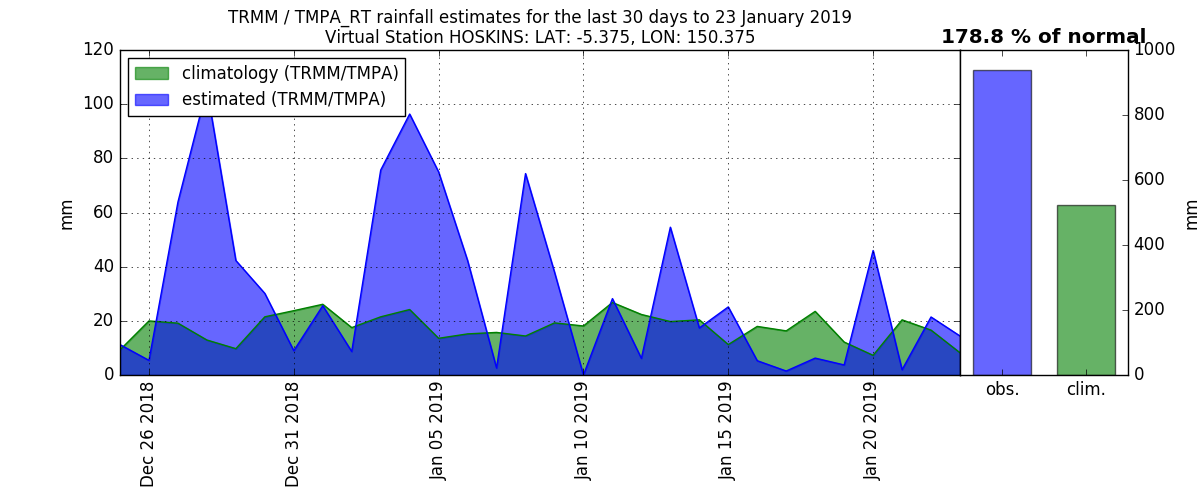 TRMM / TMPA_RT rainfall estimates for the last 30 days to 23 January 2019
Virtual Station HOSKINS: LAT: -5.375, LON: 150.375
178.8 % of normal
climatology (TRMM/TMPA)
estimated (TRMM/TMPA)
mm
120
100
80
60
40
20
0
Dec 26 2018
Dec 31 2018
Jan 05 2019
Jan 10 2019
Jan 15 2019
Jan 20 2019
1000
800
600
400
200
0
mm
obs.
clim.